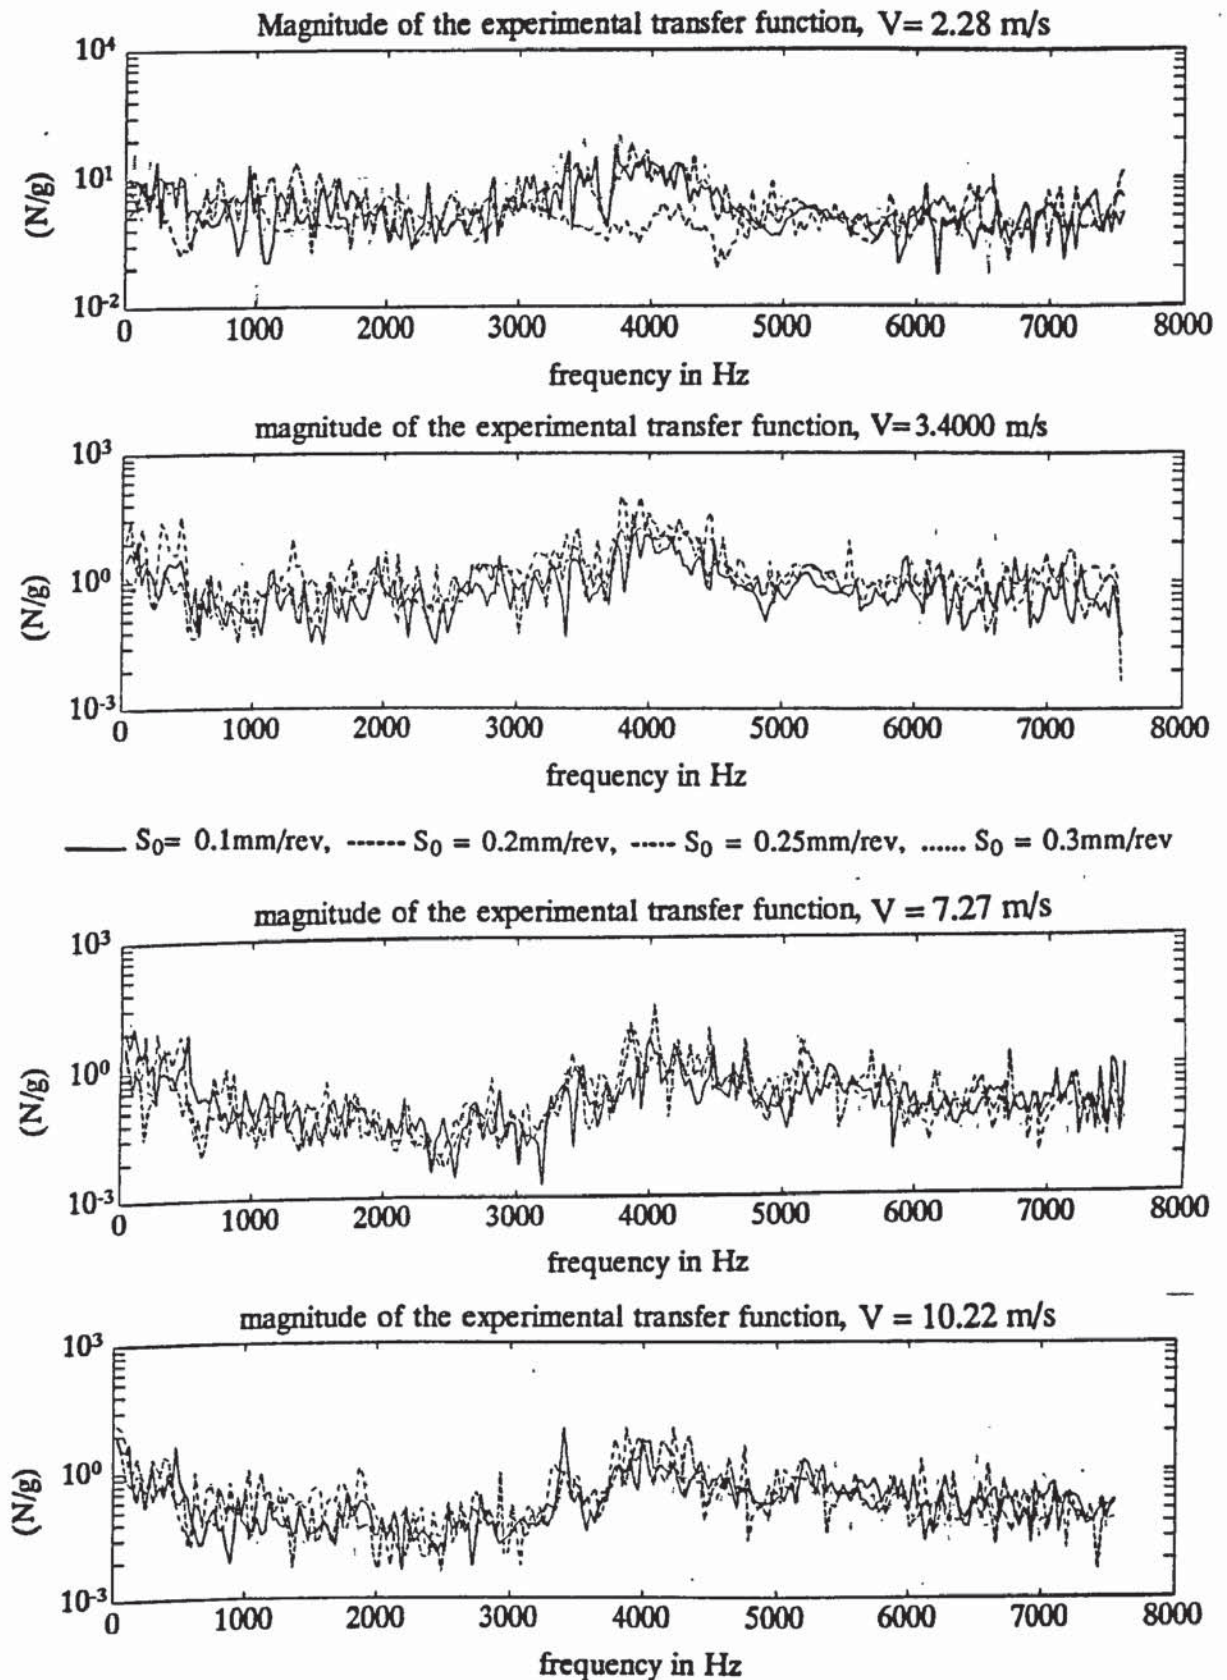 Magnitude of the experimental transfer function, V= 2.28 m/s
10⁴
10¹
10⁻²
(N/g)
0 1000 2000 3000 4000 5000 6000 7000 8000
frequency in Hz
magnitude of the experimental transfer function, V=3.4000 m/s
10³
10⁰
10⁻³
(N/g)
0 1000 2000 3000 4000 5000 6000 7000 8000
frequency in Hz
S₀= 0.1mm/rev, ------ S₀ = 0.2mm/rev, ----- S₀ = 0.25mm/rev, ...... S₀ = 0.3mm/rev
magnitude of the experimental transfer function, V = 7.27 m/s
10³
10⁰
10⁻³
(N/g)
0 1000 2000 3000 4000 5000 6000 7000 8000
frequency in Hz
magnitude of the experimental transfer function, V = 10.22 m/s
10³
10⁰
10⁻³
(N/g)
0 1000 2000 3000 4000 5000 6000 7000 8000
frequency in Hz